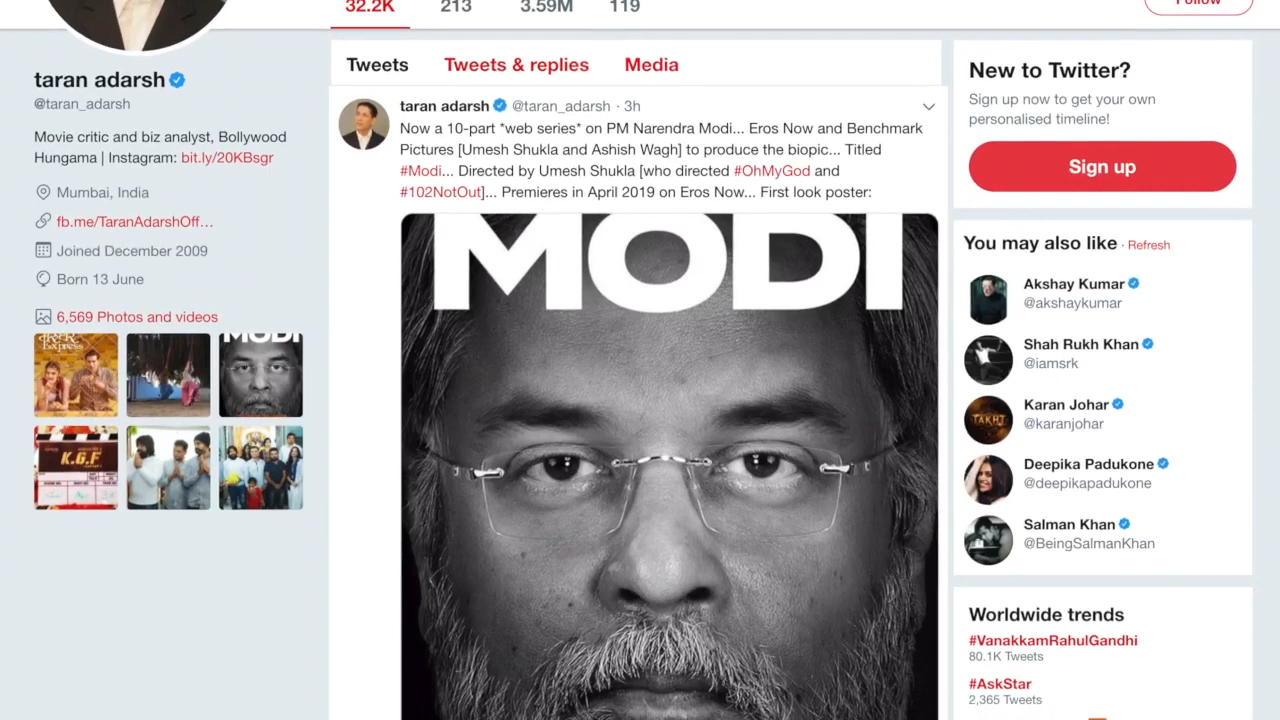 32.2K 213 3.59M 119
Follow
taran adarsh
@taran_adarsh
Movie critic and biz analyst, Bollywood
Hungama | Instagram: bit.ly/20KBsgr
Mumbai, India
fb.me/TaranAdarshOff…
Joined December 2009
Born 13 June
6,569 Photos and videos
Express
MODI
K.G.F
Tweets Tweets & replies Media
taran adarsh @taran_adarsh · 3h
Now a 10-part *web series* on PM Narendra Modi... Eros Now and Benchmark
Pictures [Umesh Shukla and Ashish Wagh] to produce the biopic... Titled
#Modi... Directed by Umesh Shukla [who directed #OhMyGod and
#102NotOut]... Premieres in April 2019 on Eros Now... First look poster:
MODI
New to Twitter?
Sign up now to get your own
personalised timeline!
Sign up
You may also like · Refresh
Akshay Kumar
@akshaykumar
Shah Rukh Khan
@iamsrk
Karan Johar
@karanjohar
TAKHT
Deepika Padukone
@deepikapadukone
Salman Khan
@BeingSalmanKhan
Worldwide trends
#VanakkamRahulGandhi
80.1K Tweets
#AskStar
2,365 Tweets